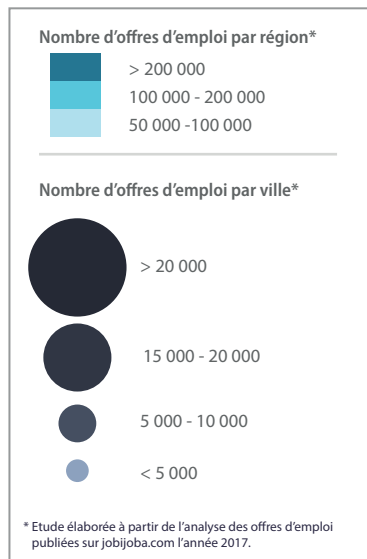 Nombre d'offres d'emploi par région*
> 200 000
100 000 - 200 000
50 000 -100 000
Nombre d'offres d'emploi par ville*
> 20 000
15 000 - 20 000
5 000 - 10 000
< 5 000
* Etude élaborée à partir de l'analyse des offres d'emploi
publiées sur jobijoba.com l'année 2017.